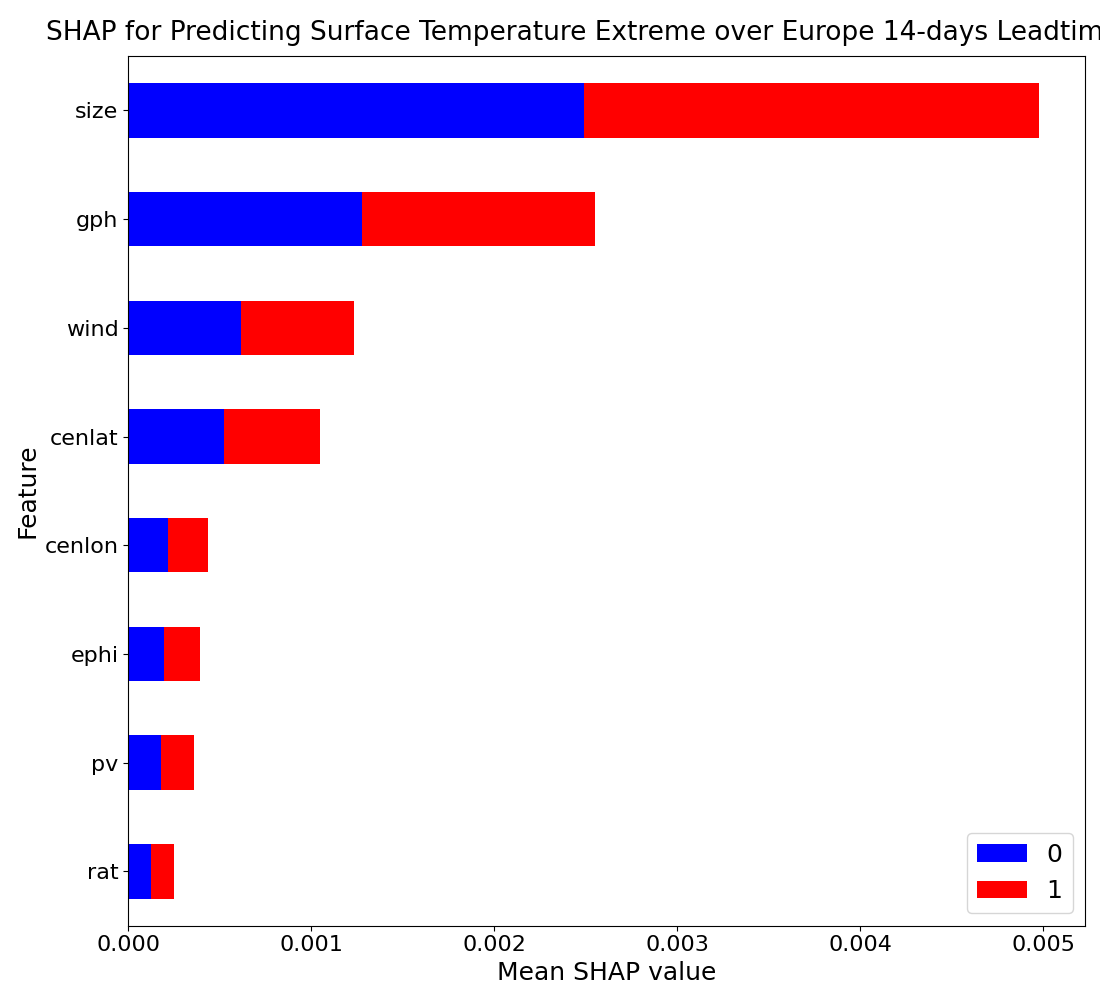 SHAP for Predicting Surface Temperature Extreme over Europe 14-days Leadtim
size
gph
wind
cenlat
cenlon
ephi
pv
rat
Feature
0
1
0.000 0.001 0.002 0.003 0.004 0.005
Mean SHAP value